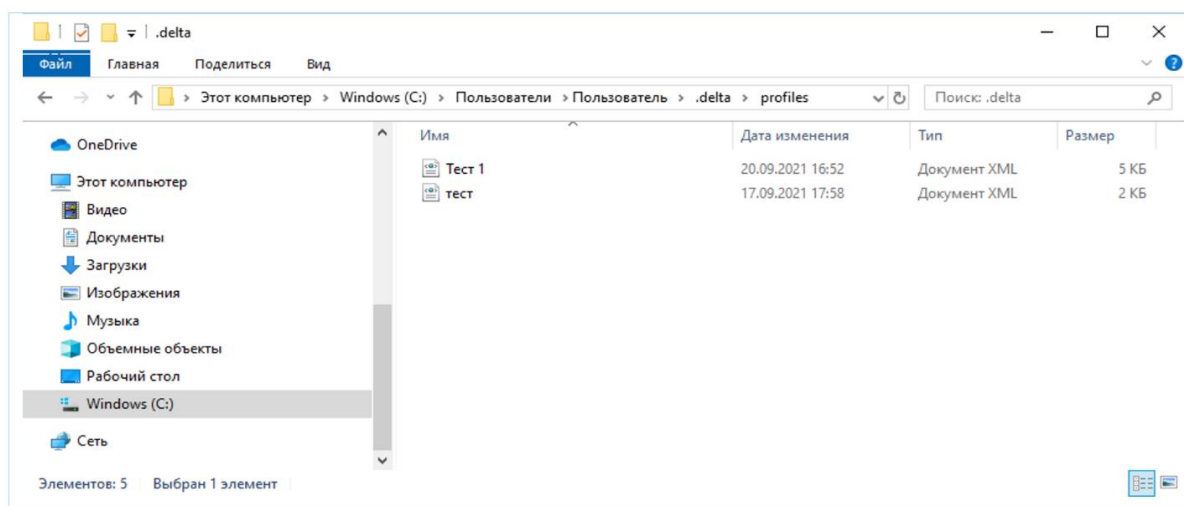 .delta
Файл Главная Поделиться Вид
Этот компьютер › Windows (C:) › Пользователи › Пользователь › .delta › profiles Поиск: .delta
Имя Дата изменения Тип Размер
OneDrive
Тест 1 20.09.2021 16:52 Документ XML 5 КБ
Этот компьютер
тест 17.09.2021 17:58 Документ XML 2 КБ
Видео
Документы
Загрузки
Изображения
Музыка
Объемные объекты
Рабочий стол
Windows (C:)
Сеть
Элементов: 5 Выбран 1 элемент